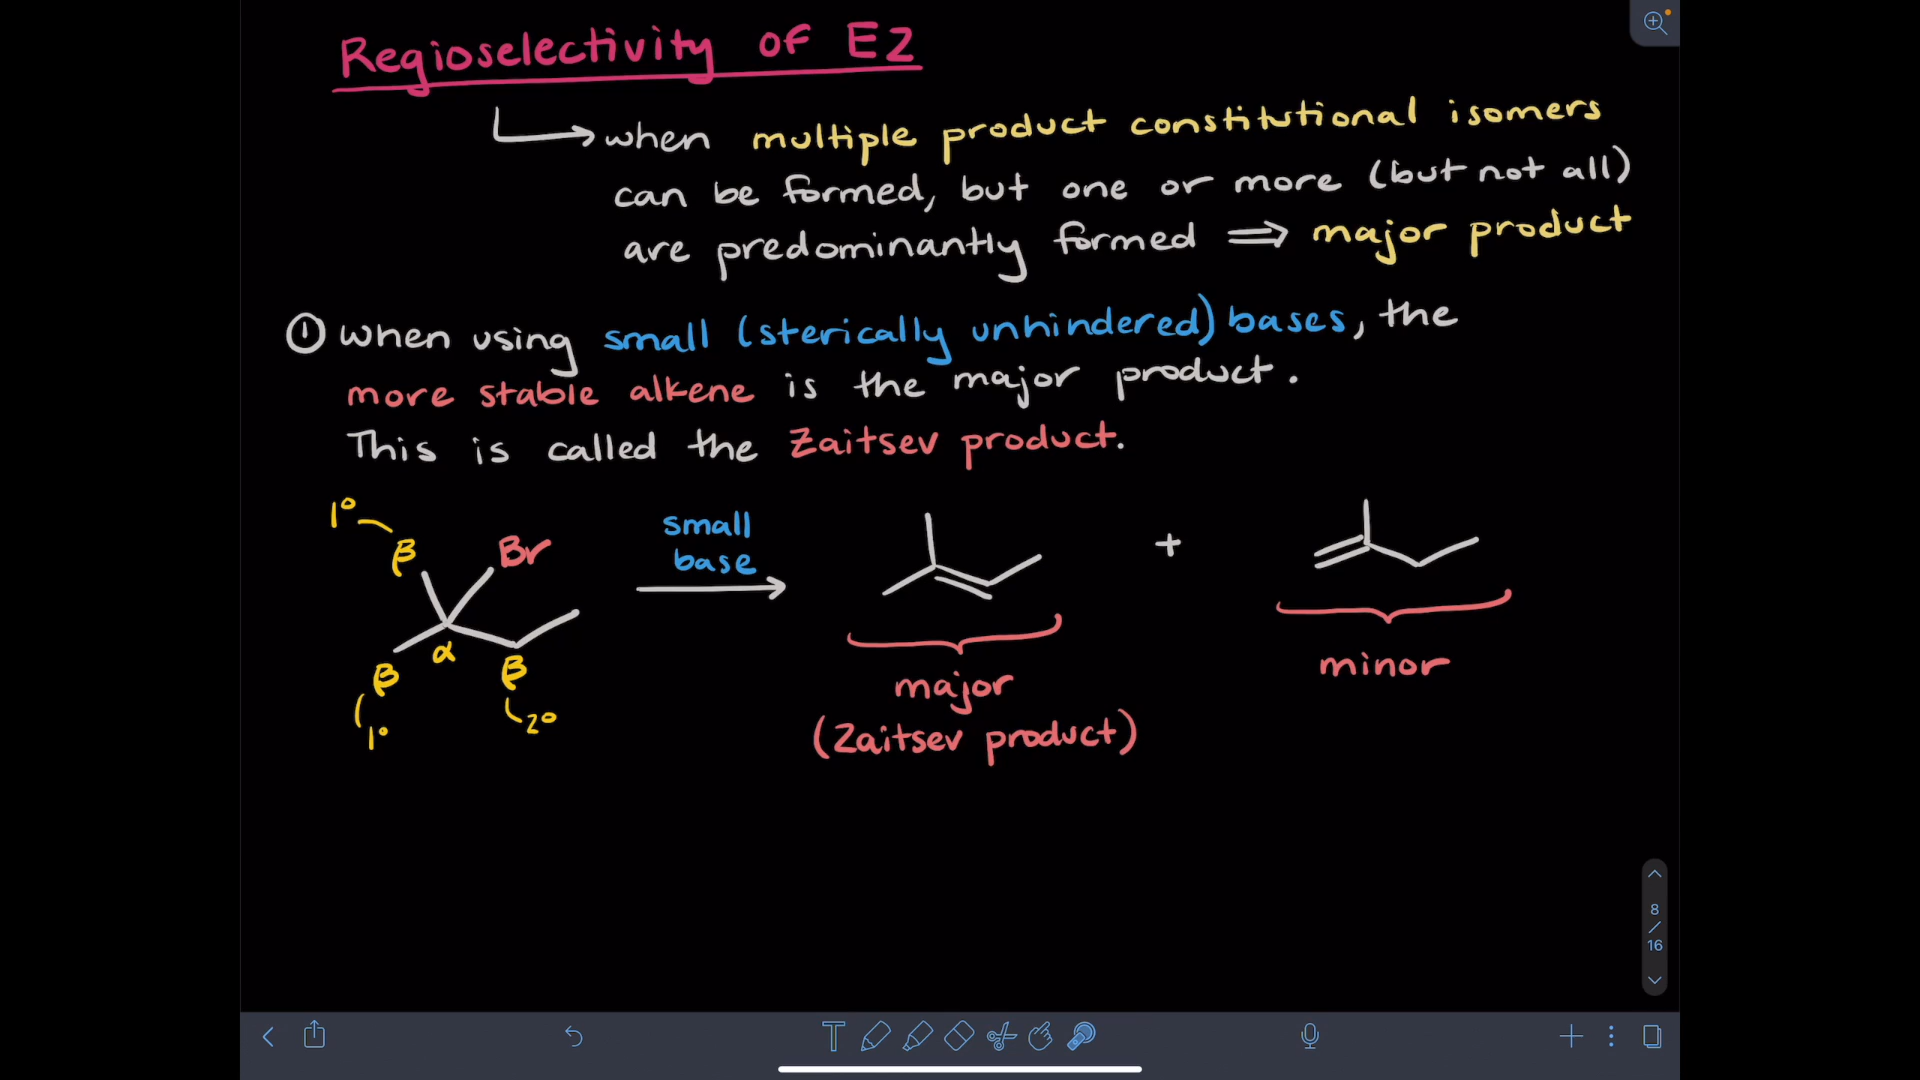 Regioselectivity of E2
when multiple product constitutional isomers
can be formed, but one or more (but not all)
are predominantly formed ⇒ major product
① when using small (sterically unhindered) bases, the
more stable alkene is the major product.
This is called the Zaitsev product.
1°
β
Br
α
β
β
1°
2°
small
base
+
major
(Zaitsev product)
minor
8
/
16
T